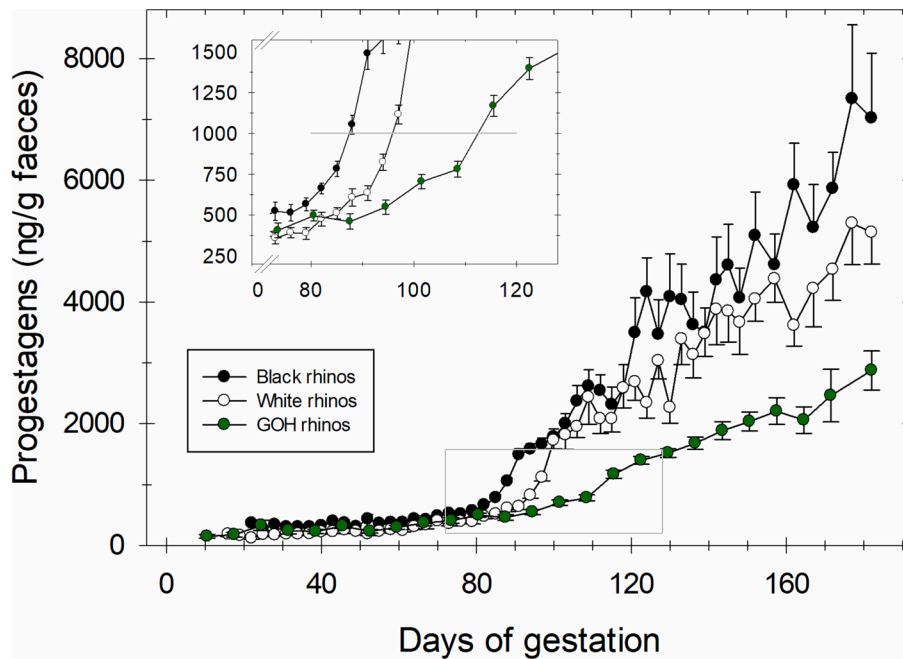 Progestagens (ng/g faeces)
8000
6000
4000
2000
0
1500
1250
1000
750
500
250
0 80 100 120
Black rhinos
White rhinos
GOH rhinos
0 40 80 120 160
Days of gestation